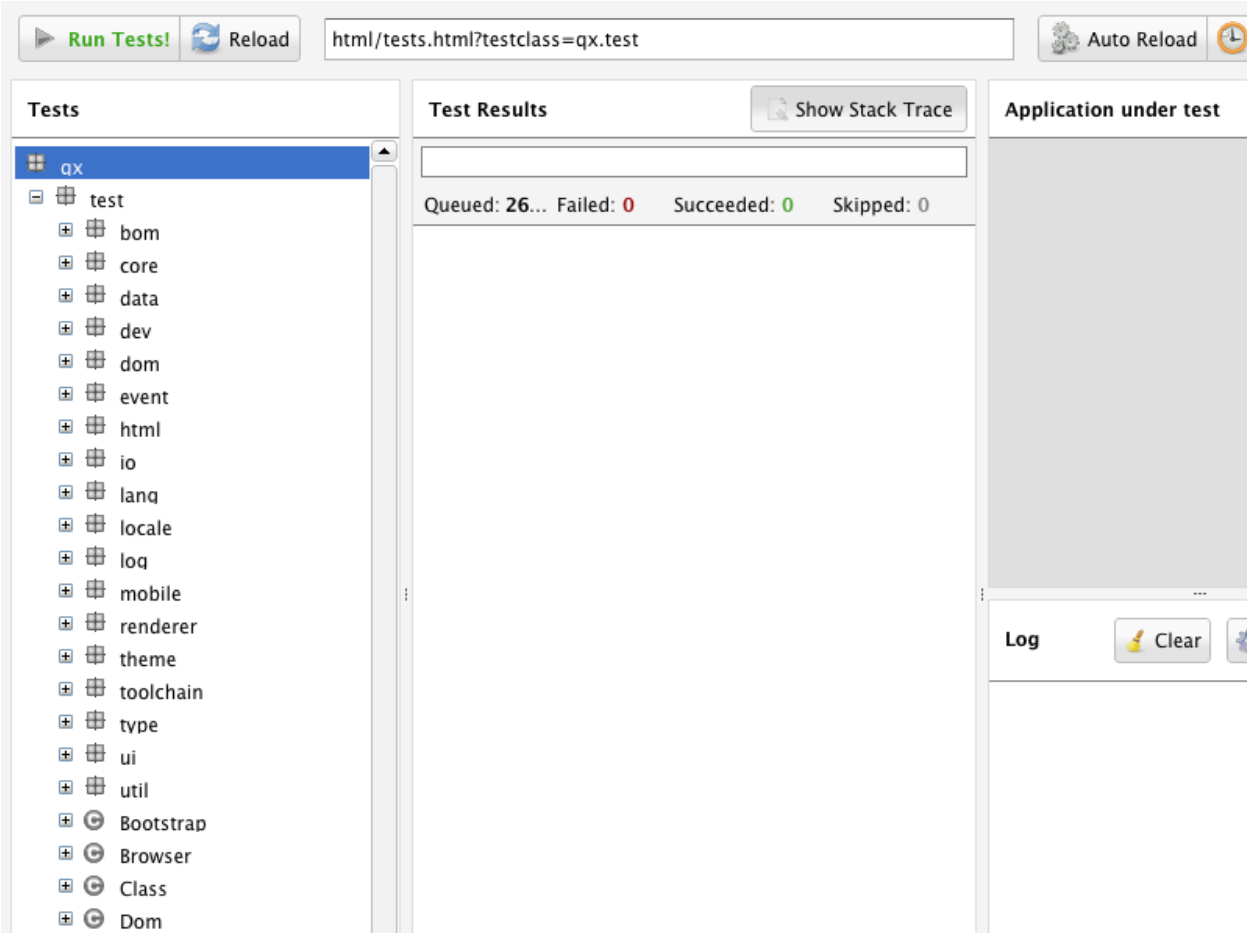 Run Tests! Reload html/tests.html?testclass=qx.test Auto Reload
Tests
qx
test
bom
core
data
dev
dom
event
html
io
lang
locale
log
mobile
renderer
theme
toolchain
type
ui
util
Bootstrap
Browser
Class
Dom
Test Results Show Stack Trace
Queued: 26... Failed: 0 Succeeded: 0 Skipped: 0
Application under test
Log Clear